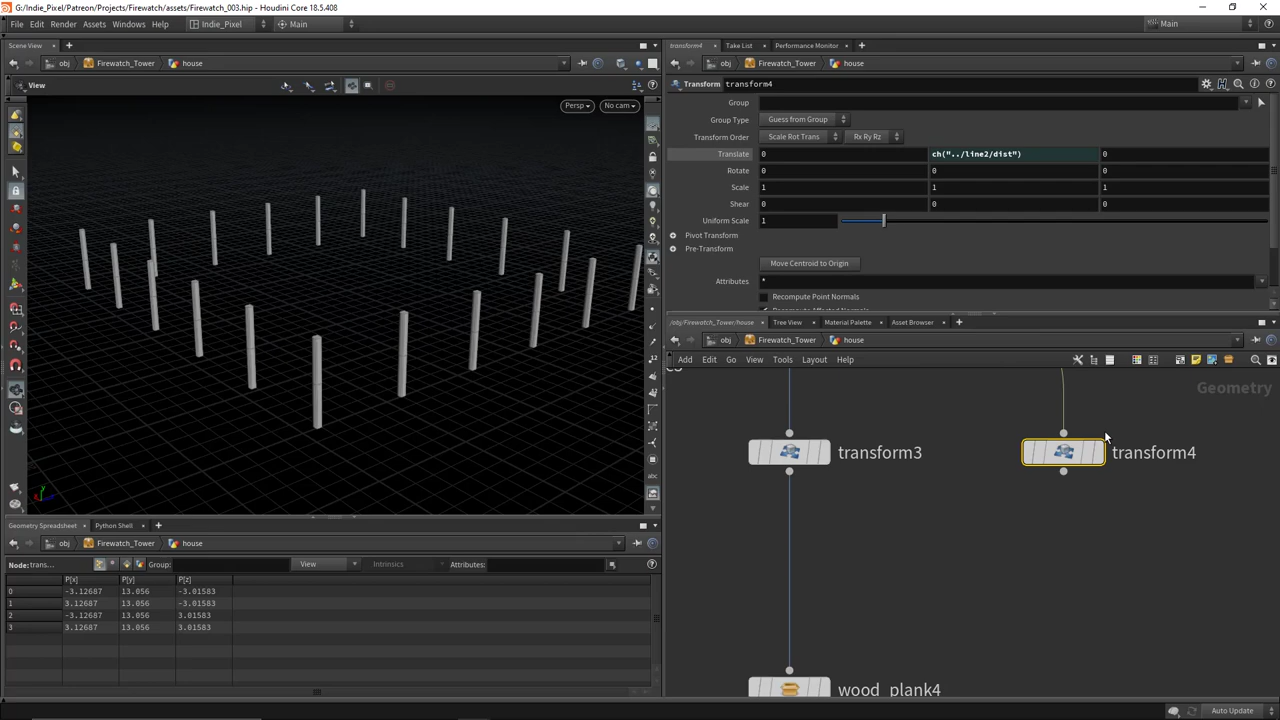 G:/Indie_Pixel/Patreon/Projects/Firewatch/assets/Firewatch_003.hip - Houdini Core 18.5.408
File Edit Render Assets Windows Help Indie_Pixel Main Main
Scene View
obj Firewatch_Tower house
View
Persp No cam
abc
y
z x
transform4 Take List Performance Monitor
obj Firewatch_Tower house
Transform transform4
Group
Group Type Guess from Group
Transform Order Scale Rot Trans Rx Ry Rz
Translate 0 ch("../line2/dist") 0
Rotate 0 0 0
Scale 1 1 1
Shear 0 0 0
Uniform Scale 1
Pivot Transform
Pre-Transform
Move Centroid to Origin
Attributes *
Recompute Point Normals
Recompute Affected Normals
/obj/Firewatch_Tower/house Tree View Material Palette Asset Browser
obj Firewatch_Tower house
Add Edit Go View Tools Layout Help
Geometry
transform3
transform4
wood_plank4
Geometry Spreadsheet Python Shell
obj Firewatch_Tower house
Node: trans... Group: View Intrinsics Attributes:
P[x] P[y] P[z]
0 -3.12687 13.056 -3.01583
1 3.12687 13.056 -3.01583
2 -3.12687 13.056 3.01583
3 3.12687 13.056 3.01583
Auto Update